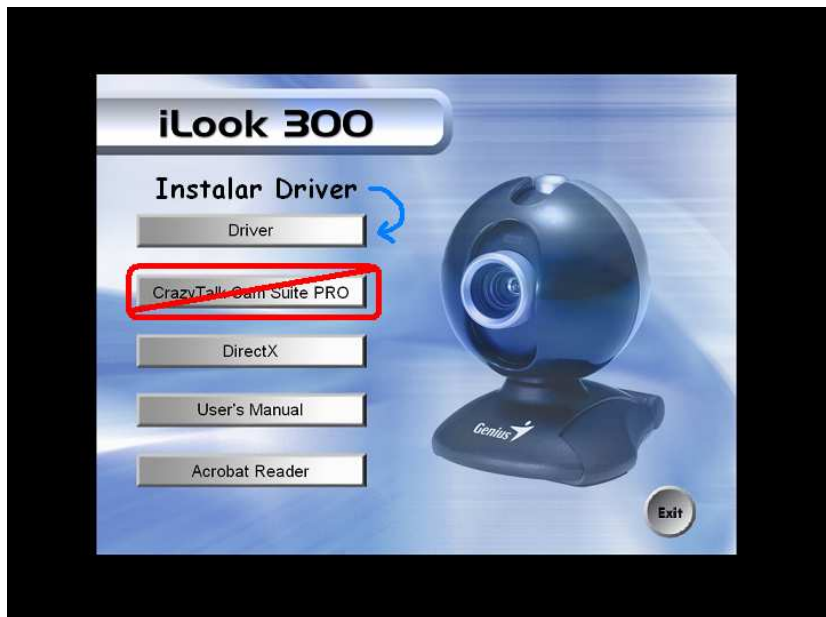 iLook 300
Instalar Driver
Driver
CrazyTalk Cam Suite PRO
DirectX
User's Manual
Genius
Acrobat Reader
Exit